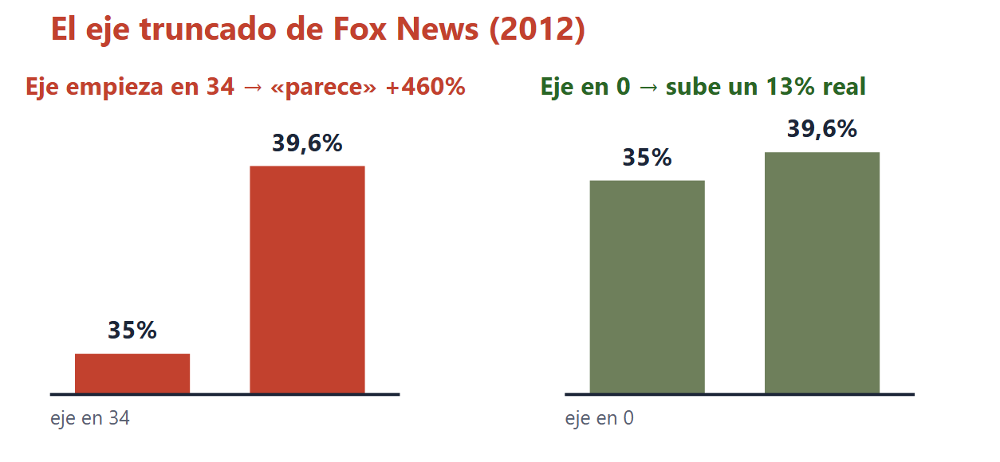 El eje truncado de Fox News (2012)
Eje empieza en 34 → «parece» +460%
39,6%
35%
eje en 34
Eje en 0 → sube un 13% real
39,6%
35%
eje en 0